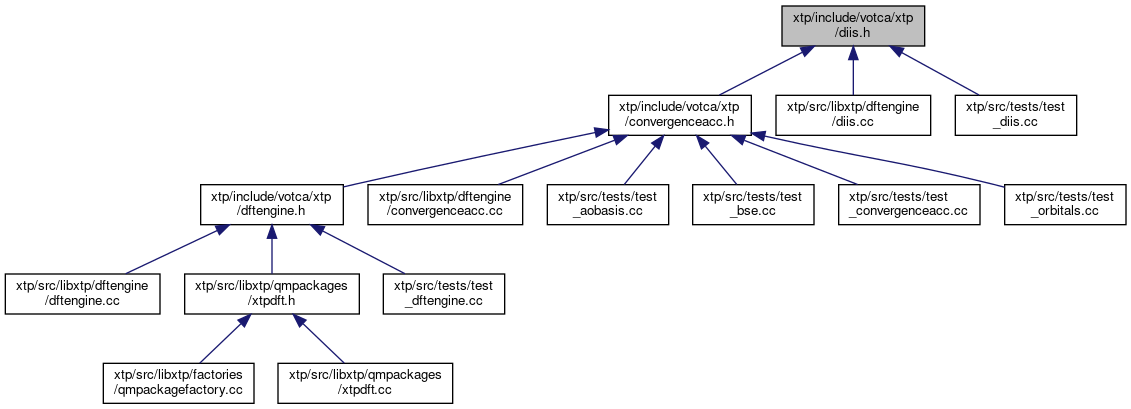 xtp/include/votca/xtp
/diis.h
xtp/include/votca/xtp
/convergenceacc.h
xtp/src/libxtp/dftengine
/diis.cc
xtp/src/tests/test
_diis.cc
xtp/include/votca/xtp
/dftengine.h
xtp/src/libxtp/dftengine
/convergenceacc.cc
xtp/src/tests/test
_aobasis.cc
xtp/src/tests/test
_bse.cc
xtp/src/tests/test
_convergenceacc.cc
xtp/src/tests/test
_orbitals.cc
xtp/src/libxtp/dftengine
/dftengine.cc
xtp/src/libxtp/qmpackages
/xtpdft.h
xtp/src/tests/test
_dftengine.cc
xtp/src/libxtp/factories
/qmpackagefactory.cc
xtp/src/libxtp/qmpackages
/xtpdft.cc